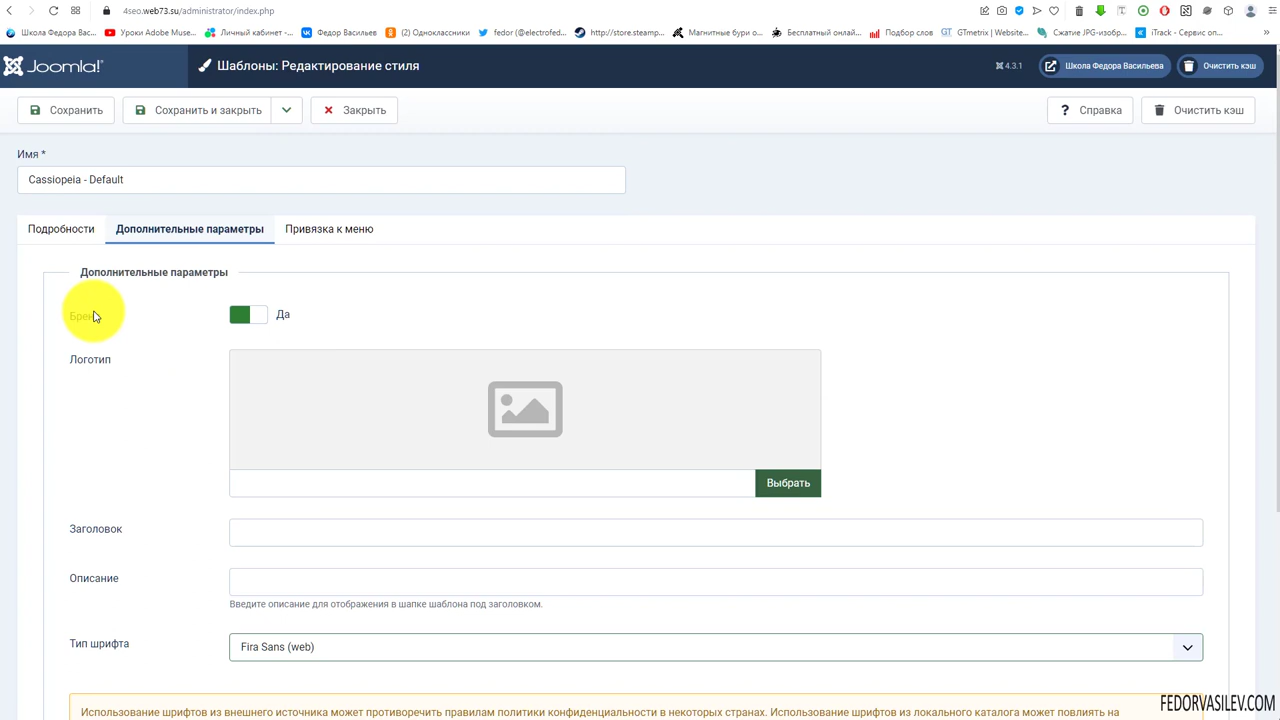 4seo.web73.su/administrator/index.php
Школа Федора Вас... Уроки Adobe Muse... Личный кабинет -... Федор Васильев (2) Одноклассники fedor (@electrofed... http://store.steamp... Магнитные бури о... Бесплатный онлай... Подбор слов GTmetrix | Website... Сжатие JPG-изобр... iTrack - Сервис оп... »
Joomla!® Шаблоны: Редактирование стиля 4.3.1 Школа Федора Васильева Очистить кэш
Сохранить Сохранить и закрыть Закрыть ? Справка Очистить кэш
Имя *
Cassiopeia - Default
Подробности Дополнительные параметры Привязка к меню
Дополнительные параметры
Да
Логотип
Выбрать
Заголовок
Описание
Введите описание для отображения в шапке шаблона под заголовком.
Тип шрифта Fira Sans (web)
FEDORVASILEV.COM
Использование шрифтов из внешнего источника может противоречить правилам политики конфиденциальности в некоторых странах. Использование шрифтов из локального каталога может повлиять на